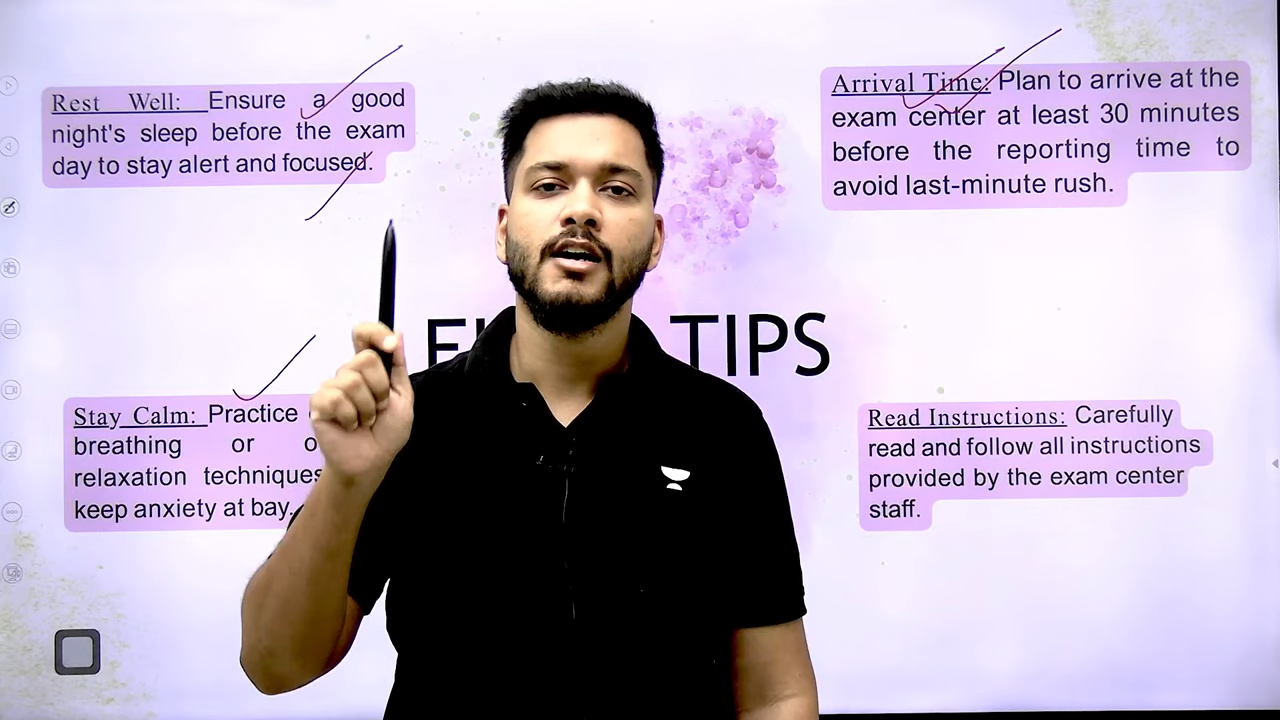 Rest Well: Ensure a good
night's sleep before the exam
day to stay alert and focused.
Arrival Time: Plan to arrive at the
exam center at least 30 minutes
before the reporting time to
avoid last-minute rush.
TIPS
Stay Calm: Practice
breathing or
relaxation techniques
keep anxiety at bay.
Read Instructions: Carefully
read and follow all instructions
provided by the exam center
staff.